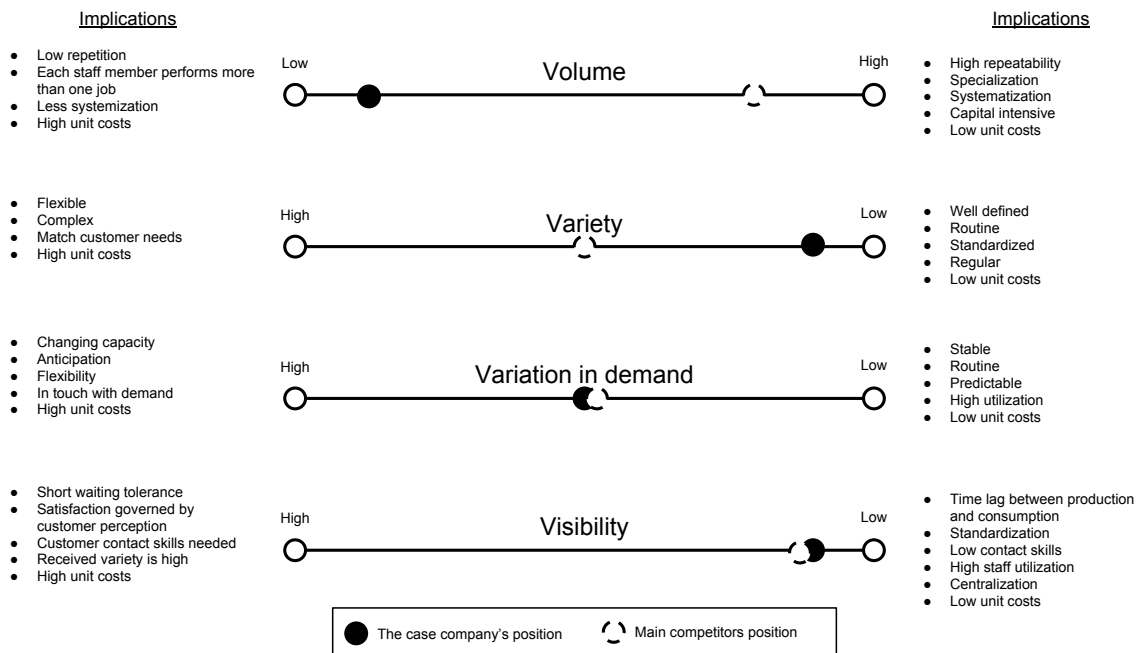 Implications
● Low repetition
● Each staff member performs more
than one job
● Less systemization
● High unit costs
Low
Volume
High
Implications
● High repeatability
● Specialization
● Systematization
● Capital intensive
● Low unit costs
● Flexible
● Complex
● Match customer needs
● High unit costs
High
Variety
Low
● Well defined
● Routine
● Standardized
● Regular
● Low unit costs
● Changing capacity
● Anticipation
● Flexibility
● In touch with demand
● High unit costs
High
Variation in demand
Low
● Stable
● Routine
● Predictable
● High utilization
● Low unit costs
● Short waiting tolerance
● Satisfaction governed by
customer perception
● Customer contact skills needed
● Received variety is high
● High unit costs
High
Visibility
Low
● Time lag between production
and consumption
● Standardization
● Low contact skills
● High staff utilization
● Centralization
● Low unit costs
The case company's position
Main competitors position